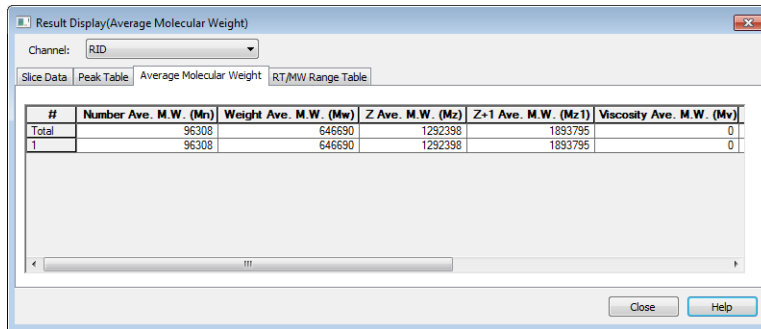 Result Display(Average Molecular Weight)
Channel: RID
Slice Data Peak Table Average Molecular Weight RT/MW Range Table
# Number Ave. M.W. (Mn) Weight Ave. M.W. (Mw) Z Ave. M.W. (Mz) Z+1 Ave. M.W. (Mz1) Viscosity Ave. M.W. (Mv)
Total 96308 646690 1292398 1893795 0
1 96308 646690 1292398 1893795 0
Close Help